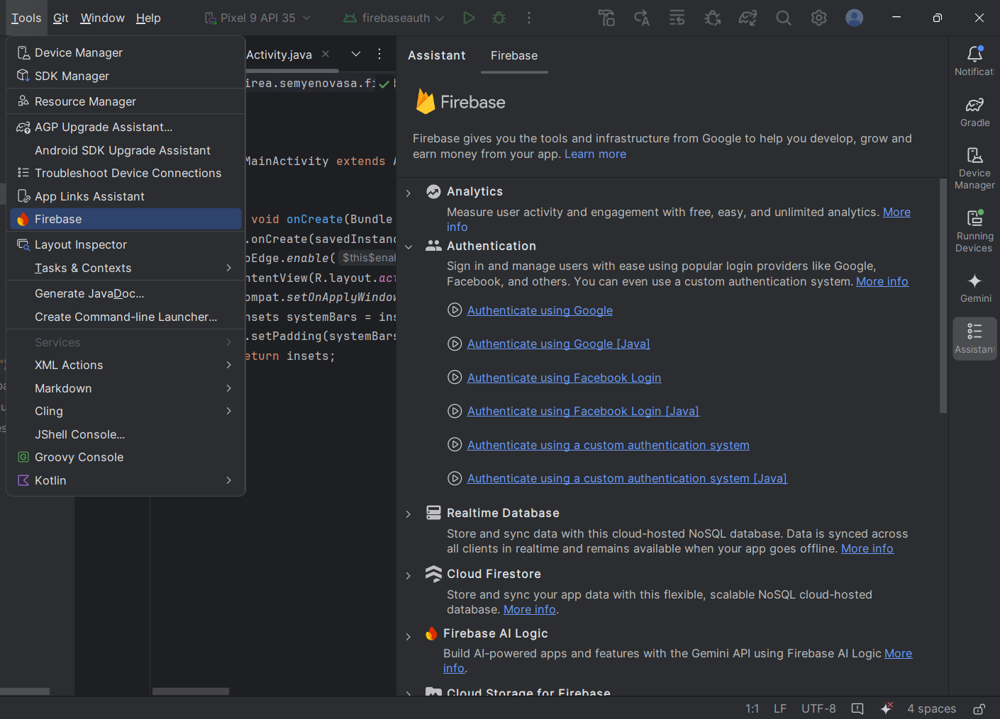 Tools Git Window Help Pixel 9 API 35 firebaseauth
Device Manager
SDK Manager
Resource Manager
AGP Upgrade Assistant...
Android SDK Upgrade Assistant
Troubleshoot Device Connections
App Links Assistant
Firebase
Layout Inspector
Tasks & Contexts
Generate JavaDoc...
Create Command-line Launcher...
Services
XML Actions
Markdown
Cling
JShell Console...
Groovy Console
Kotlin
Activity.java
irea.semyenovasa.fi
MainActivity extends
void onCreate(Bundle
.onCreate(savedInstanc
oEdge.enable( $this$enab
ntentView(R.layout.act
ompat.setOnApplyWindow
nsets systemBars = ins
.setPadding(systemBars
eturn insets;
Assistant Firebase
Firebase
Firebase gives you the tools and infrastructure from Google to help you develop, grow and
earn money from your app. Learn more
Analytics
Measure user activity and engagement with free, easy, and unlimited analytics. More
info
Authentication
Sign in and manage users with ease using popular login providers like Google,
Facebook, and others. You can even use a custom authentication system. More info
Authenticate using Google
Authenticate using Google [Java]
Authenticate using Facebook Login
Authenticate using Facebook Login [Java]
Authenticate using a custom authentication system
Authenticate using a custom authentication system [Java]
Realtime Database
Store and sync data with this cloud-hosted NoSQL database. Data is synced across
all clients in realtime and remains available when your app goes offline. More info
Cloud Firestore
Store and sync your app data with this flexible, scalable NoSQL cloud-hosted
database. More info.
Firebase AI Logic
Build AI-powered apps and features with the Gemini API using Firebase AI Logic More
info.
Cloud Storage for Firebase
Notificati
Gradle
Device
Manager
Running
Devices
Gemini
Assistant
1:1 LF UTF-8 4 spaces